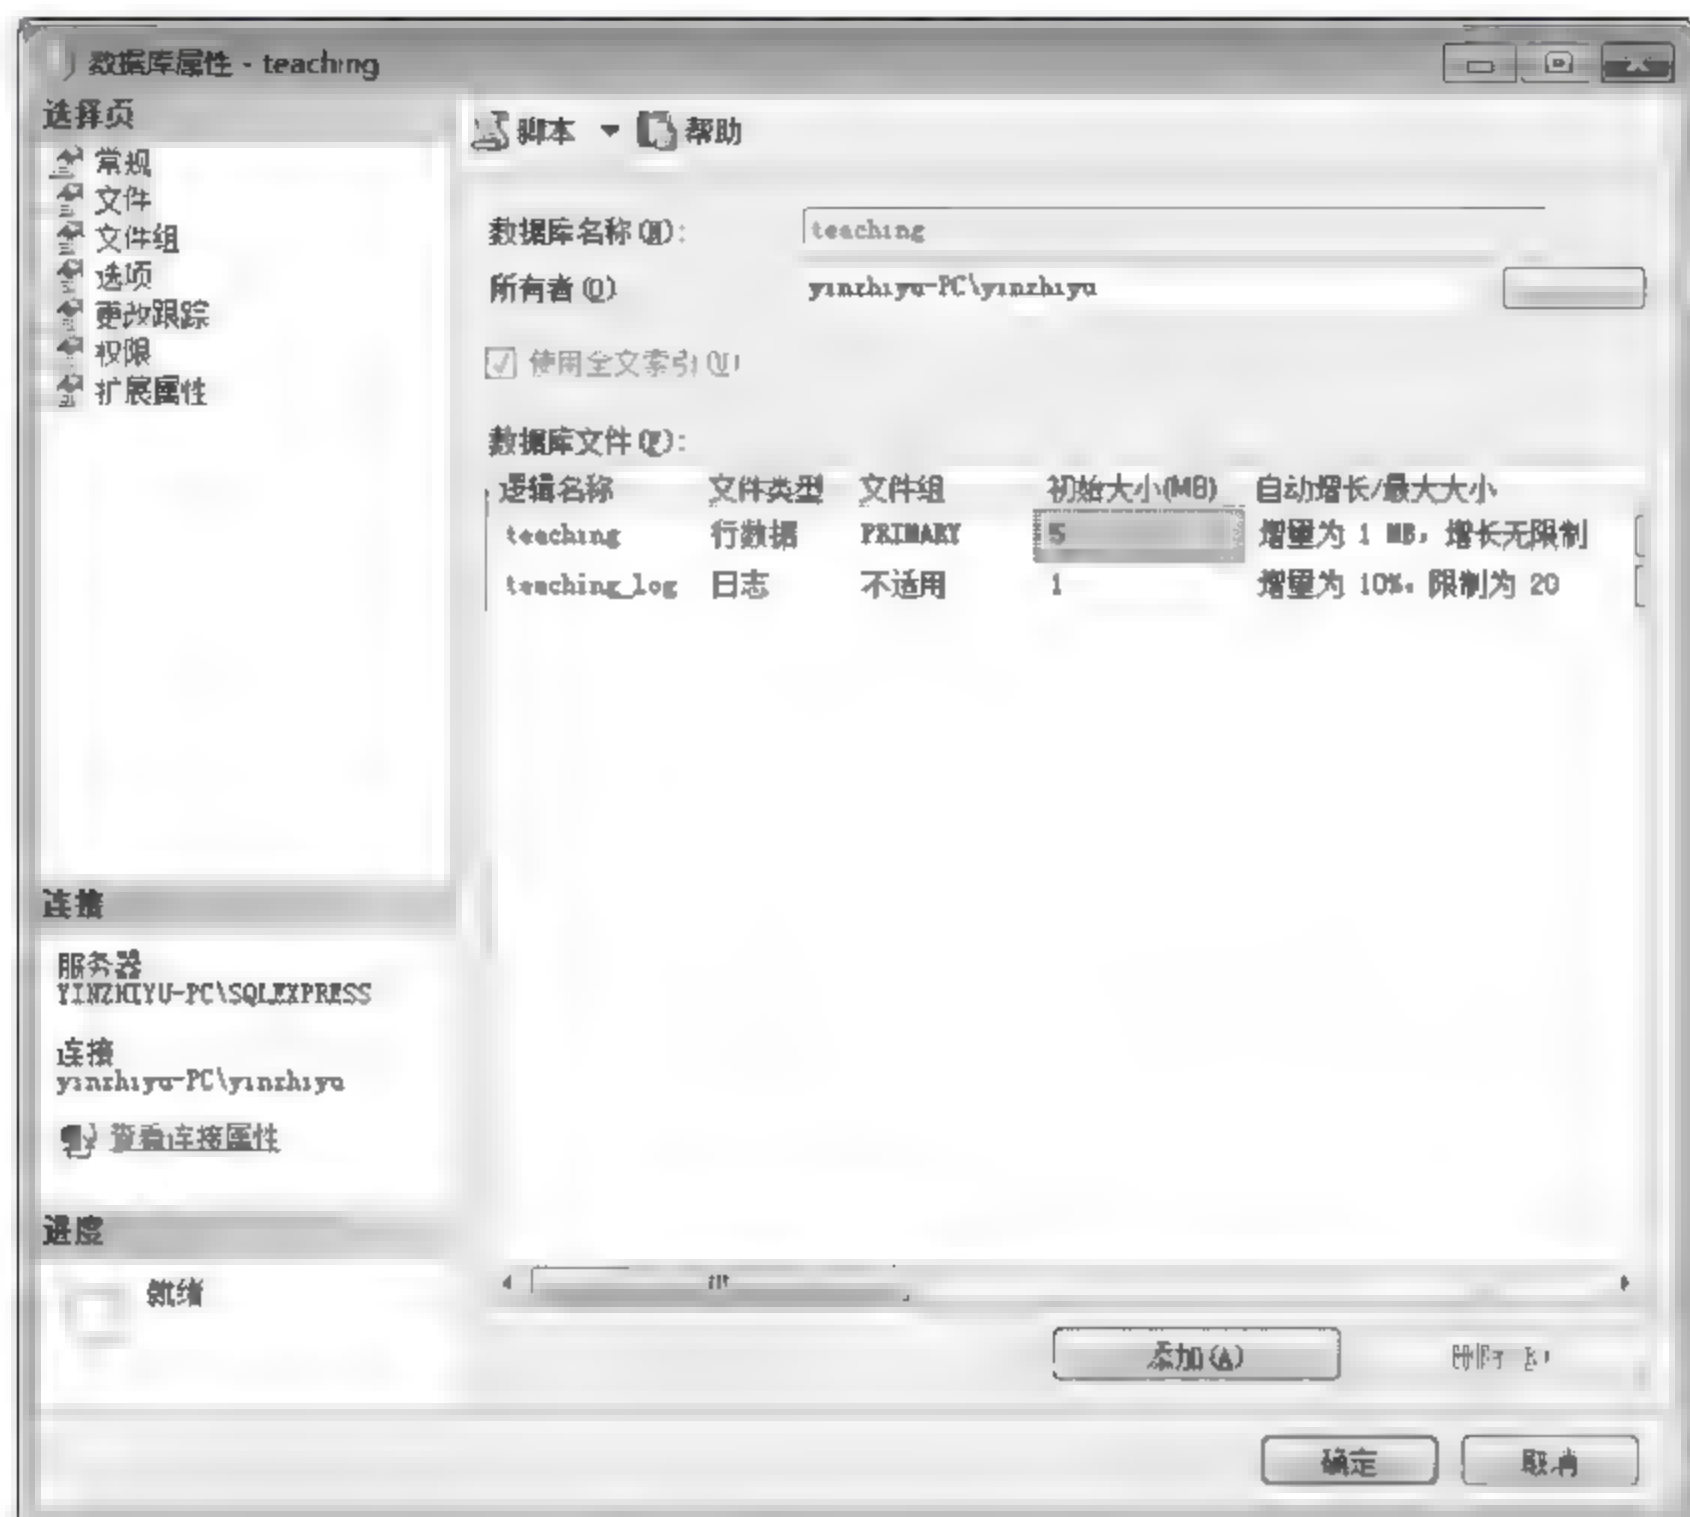 数据库属性 - teaching
选择页
常规
文件
文件组
选项
更改跟踪
权限
扩展属性
脚本 帮助
数据库名称(N): teaching
所有者(O) yinzhiyu-PC\yinzhiyu
使用全文索引(U)
数据库文件(F):
逻辑名称 文件类型 文件组 初始大小(MB) 自动增长/最大大小
teaching 行数据 PRIMARY 5 增量为 1 MB，增长无限制
teaching_log 日志 不适用 1 增量为 10%，限制为 20
连接
服务器
YINZHIYU-PC\SQLEXPRESS
连接
yinzhiyu-PC\yinzhiyu
查看连接属性
进度
就绪
添加(A) 删除(R)
确定 取消